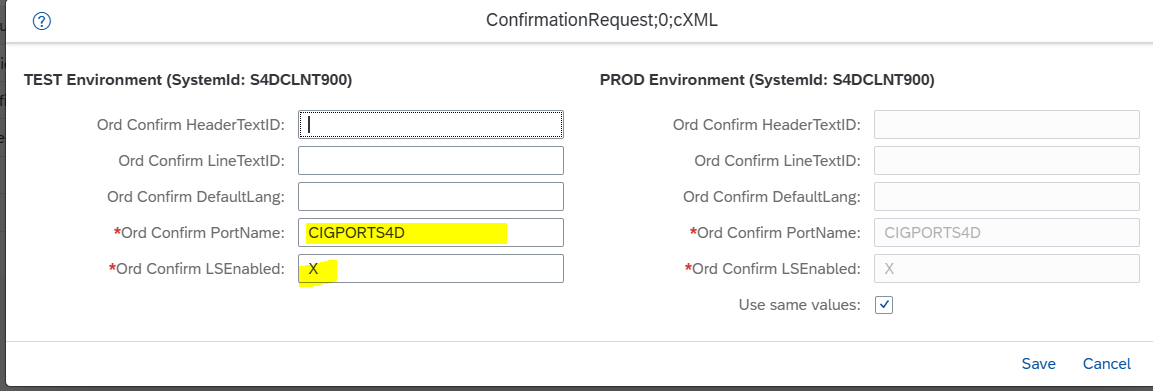 ConfirmationRequest;0;cXML
TEST Environment (SystemId: S4DCLNT900)
Ord Confirm HeaderTextID:
Ord Confirm LineTextID:
Ord Confirm DefaultLang:
*Ord Confirm PortName: CIGPORTS4D
*Ord Confirm LSEnabled: X
PROD Environment (SystemId: S4DCLNT900)
Ord Confirm HeaderTextID:
Ord Confirm LineTextID:
Ord Confirm DefaultLang:
*Ord Confirm PortName: CIGPORTS4D
*Ord Confirm LSEnabled: X
Use same values:
Save Cancel